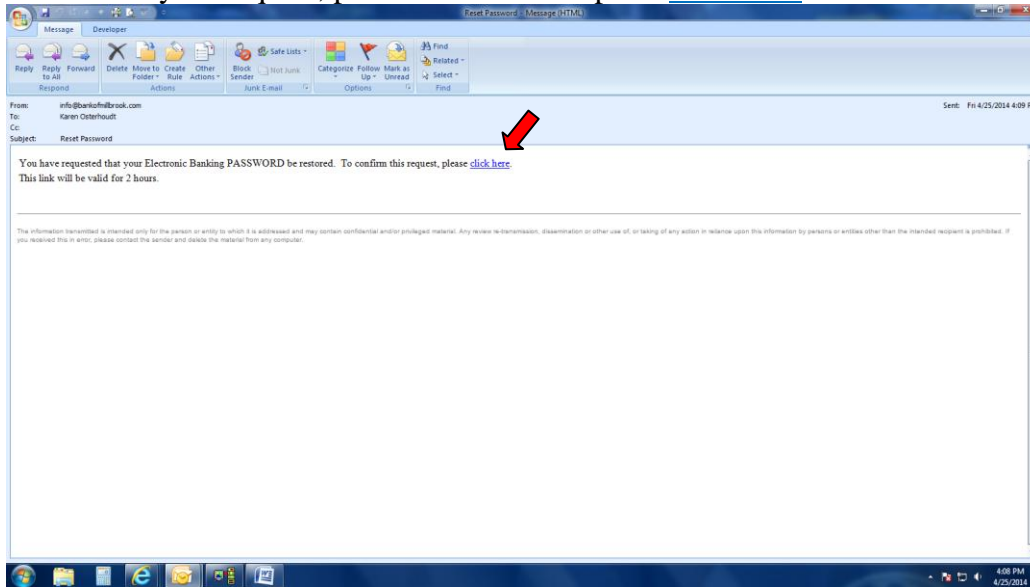 Reset Password - Message (HTML)
Message Developer
Reply Reply to All Forward Delete Move to Folder Create Rule Other Actions Block Sender Safe Lists Not Junk Categorize Follow Up Mark as Unread Find Related Select
Respond Actions Junk E-mail Options Find
From: info@bankofmillbrook.com Sent: Fri 4/25/2014 4:09
To: Karen Osterhoudt
Cc:
Subject: Reset Password
You have requested that your Electronic Banking PASSWORD be restored. To confirm this request, please click here.
This link will be valid for 2 hours.
The information transmitted is intended only for the person or entity to which it is addressed and may contain confidential and/or privileged material. Any review re-transmission, dissemination or other use of, or taking of any action in reliance upon this information by persons or entities other than the intended recipient is prohibited. If
you received this in error, please contact the sender and delete the material from any computer.
4:08 PM
4/25/2014